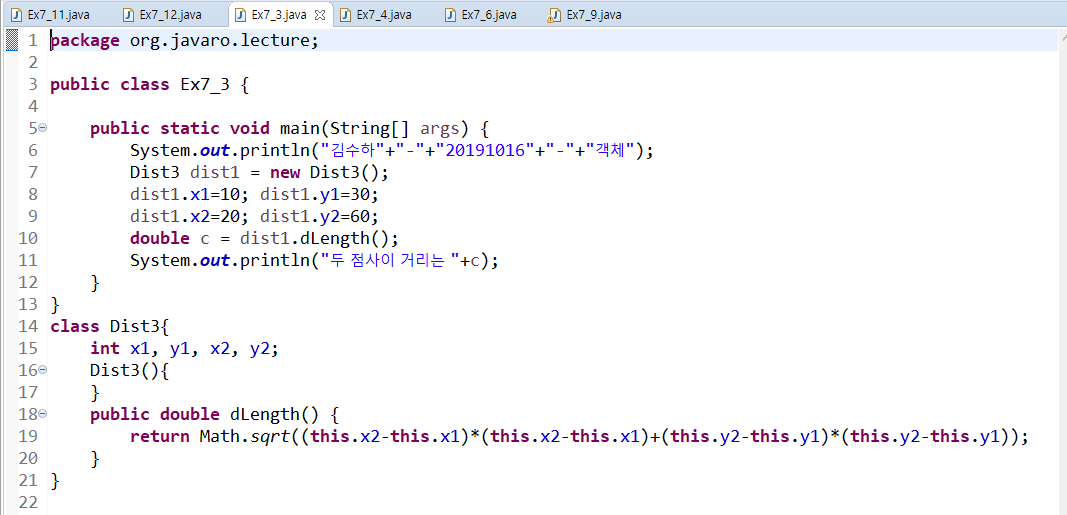 Ex7_11.java Ex7_12.java Ex7_3.java Ex7_4.java Ex7_6.java Ex7_9.java
1 package org.javaro.lecture;
2
3 public class Ex7_3 {
4
5 public static void main(String[] args) {
6 System.out.println("김수하"+"-"+"20191016"+"-"+"객체");
7 Dist3 dist1 = new Dist3();
8 dist1.x1=10; dist1.y1=30;
9 dist1.x2=20; dist1.y2=60;
10 double c = dist1.dLength();
11 System.out.println("두 점사이 거리는 "+c);
12 }
13 }
14 class Dist3{
15 int x1, y1, x2, y2;
16 Dist3(){
17 }
18 public double dLength() {
19 return Math.sqrt((this.x2-this.x1)*(this.x2-this.x1)+(this.y2-this.y1)*(this.y2-this.y1));
20 }
21 }
22